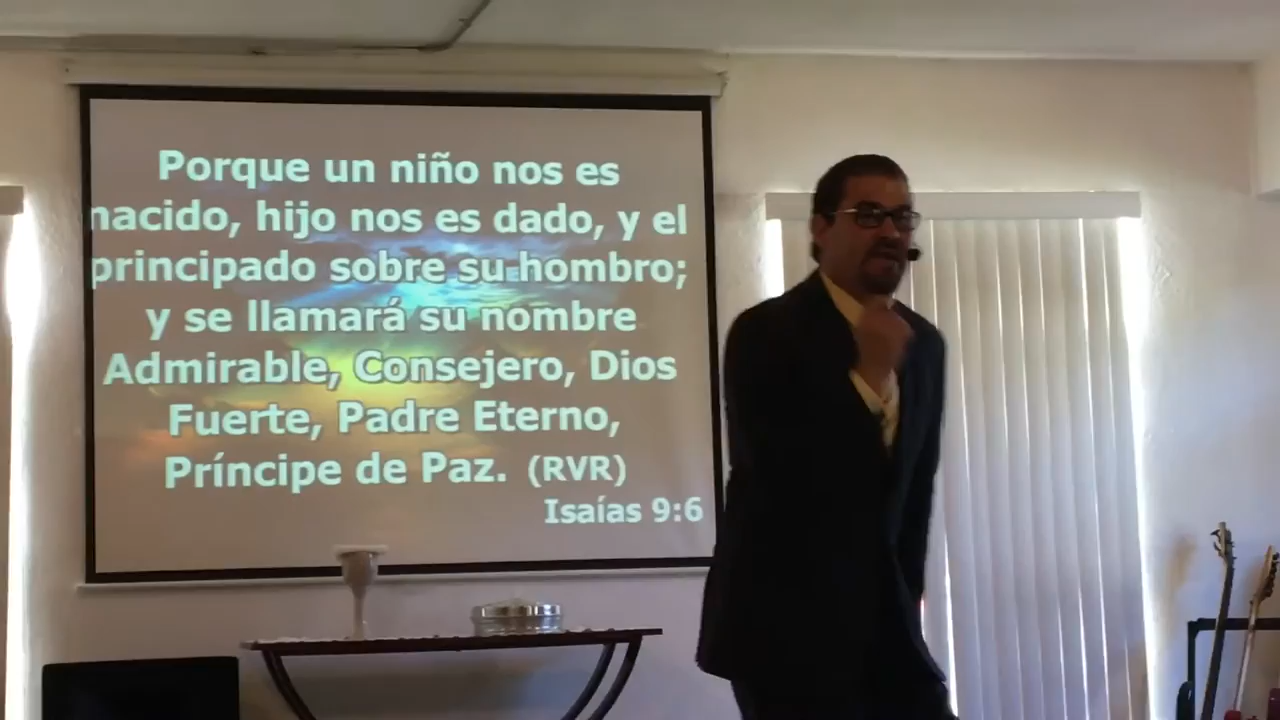 Porque un niño nos es
nacido, hijo nos es dado, y el
principado sobre su hombro;
y se llamará su nombre
Admirable, Consejero, Dios
Fuerte, Padre Eterno,
Príncipe de Paz. (RVR)
Isaías 9:6